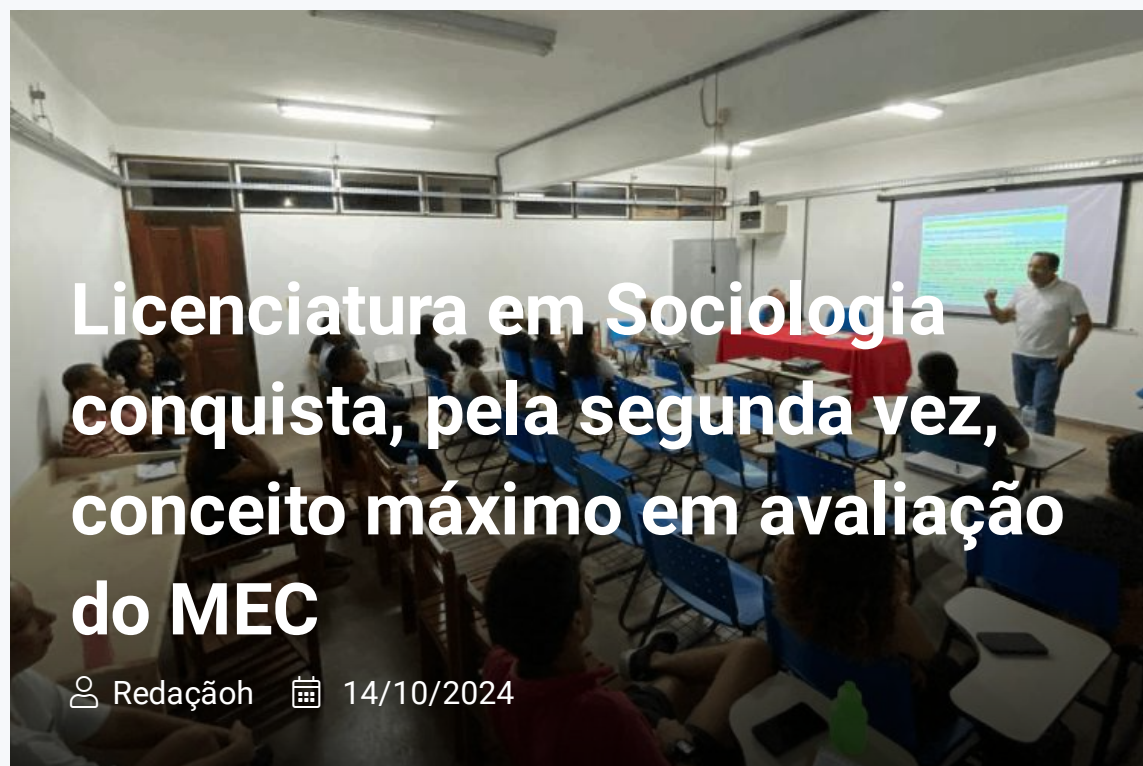 Licenciatura em Sociologia
conquista, pela segunda vez,
conceito máximo em avaliação
do MEC
Redaçãoh 14/10/2024